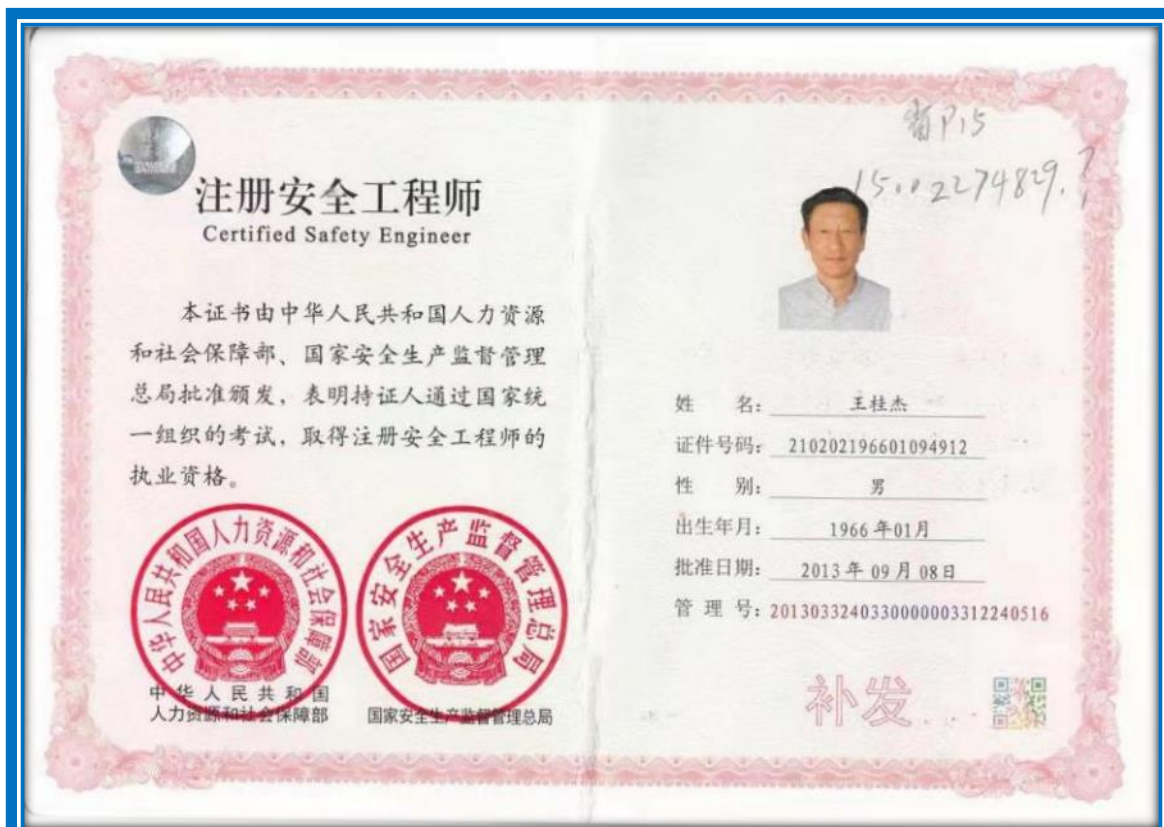 注册安全工程师
Certified Safety Engineer
本证书由中华人民共和国人力资源
和社会保障部、国家安全生产监督管理
总局批准颁发，表明持证人通过国家统
一组织的考试，取得注册安全工程师的
执业资格。
中华人民共和国人力资源和社会保障部
国家安全生产监督管理总局
中华人民共和国
人力资源和社会保障部
国家安全生产监督管理总局
P15
15002274829.
姓 名： 王桂杰
证件号码： 210202196601094912
性 别： 男
出生年月： 1966年01月
批准日期： 2013年09月08日
管 理 号：2013033240330000003312240516
补发